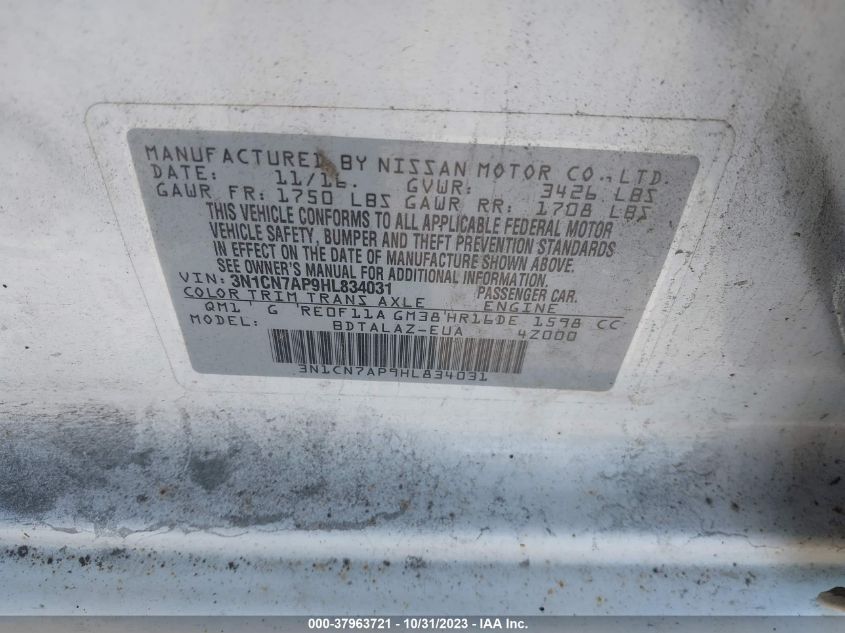 MANUFACTURED BY NISSAN MOTOR CO., LTD.
DATE: 11/16. GVWR: 3426 LBS
GAWR FR: 1750 LBS GAWR RR: 1708 LBS
THIS VEHICLE CONFORMS TO ALL APPLICABLE FEDERAL MOTOR
VEHICLE SAFETY, BUMPER AND THEFT PREVENTION STANDARDS
IN EFFECT ON THE DATE OF MANUFACTURE SHOWN ABOVE.
SEE OWNER'S MANUAL FOR ADDITIONAL INFORMATION.
VIN: 3N1CN7AP9HL834031 PASSENGER CAR.
COLOR TRIM TRANS AXLE ENGINE
QM1 G RE0F11A GM38 HR16DE 1598 CC
MODEL: BDTALAZ-EUA 4Z000
3N1CN7AP9HL834031
000-37963721 - 10/31/2023 - IAA Inc.